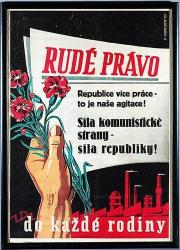 RUDÉ PRÁVO
Republice více práce -
to je naše agitace!
Síla komunistické
strany -
síla republiky!
do každé rodiny